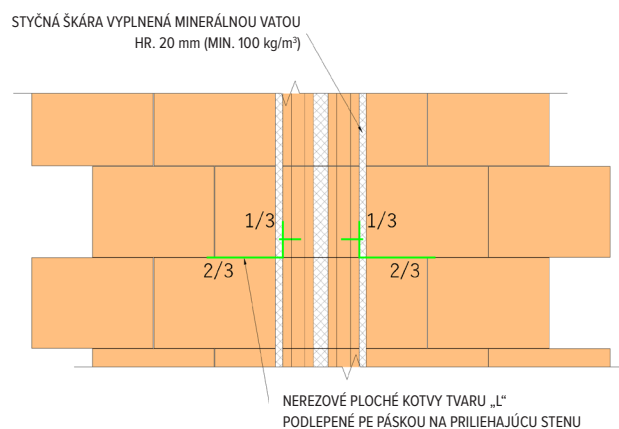 STYČNÁ ŠKÁRA VYPLNENÁ MINERÁLNOU VATOU
HR. 20 mm (MIN. 100 kg/m³)
1/3
1/3
2/3
2/3
NEREZOVÉ PLOCHÉ KOTVY TVARU „L“
PODLEPENÉ PE PÁSKOU NA PRILIEHAJÚCU STENU